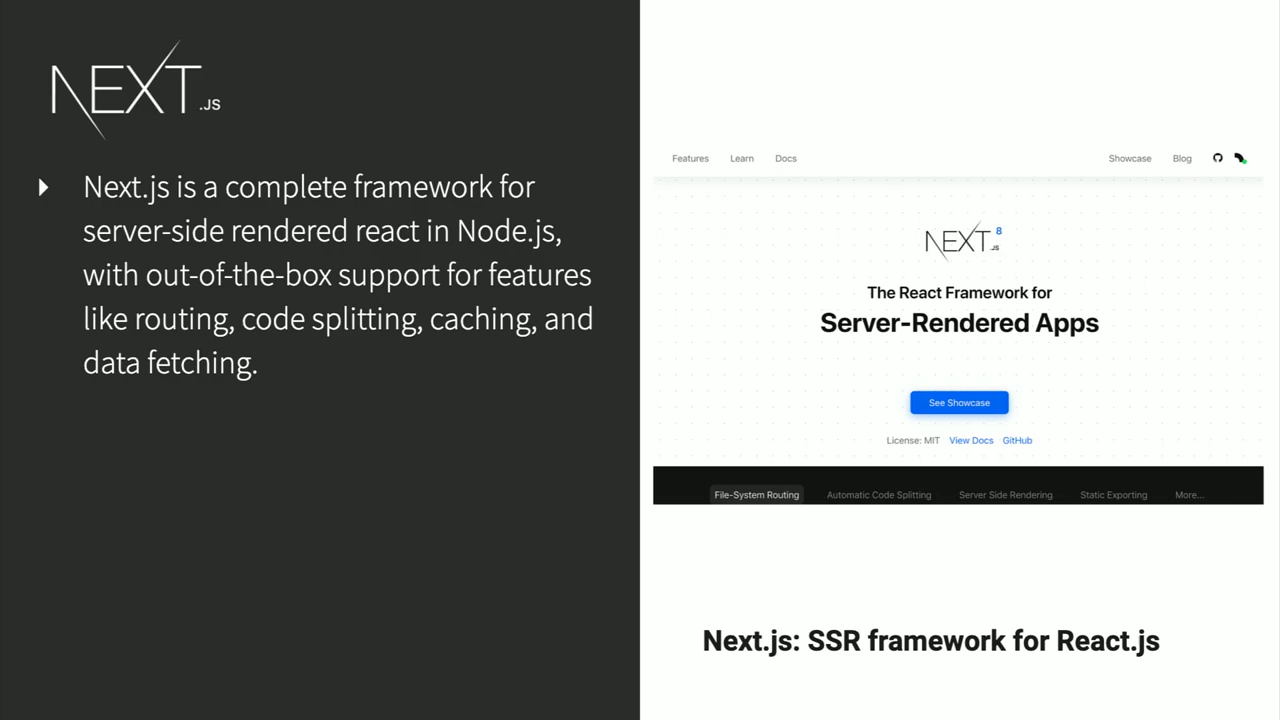 NEXT.JS
Next.js is a complete framework for
server-side rendered react in Node.js,
with out-of-the-box support for features
like routing, code splitting, caching, and
data fetching.
Features Learn Docs Showcase Blog
NEXT.JS 8
The React Framework for
Server-Rendered Apps
See Showcase
License: MIT View Docs GitHub
File-System Routing Automatic Code Splitting Server Side Rendering Static Exporting More...
Next.js: SSR framework for React.js